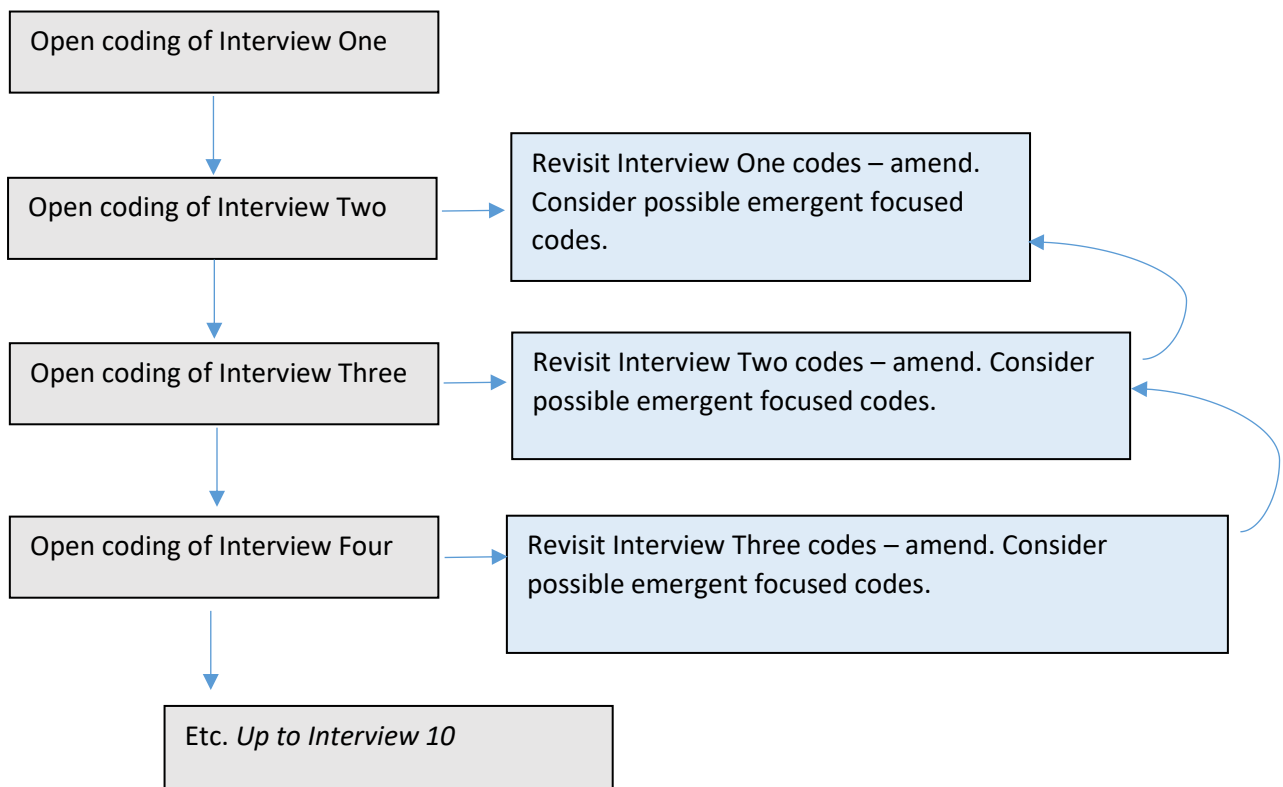 Open coding of Interview One
Open coding of Interview Two
Revisit Interview One codes – amend.
Consider possible emergent focused
codes.
Open coding of Interview Three
Revisit Interview Two codes – amend. Consider
possible emergent focused codes.
Open coding of Interview Four
Revisit Interview Three codes – amend. Consider
possible emergent focused codes.
Etc. Up to Interview 10